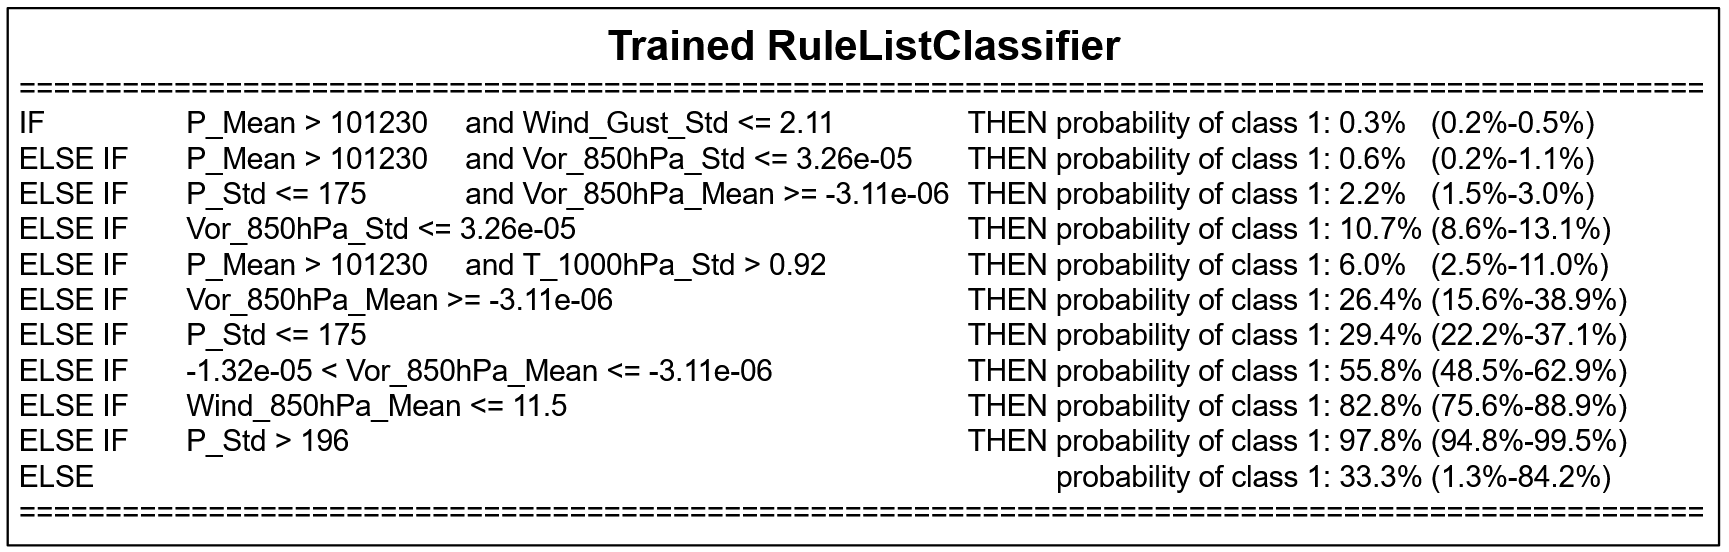 Trained RuleListClassifier
====================================================================================================
IF P_Mean > 101230 and Wind_Gust_Std <= 2.11 THEN probability of class 1: 0.3% (0.2%-0.5%)
ELSE IF P_Mean > 101230 and Vor_850hPa_Std <= 3.26e-05 THEN probability of class 1: 0.6% (0.2%-1.1%)
ELSE IF P_Std <= 175 and Vor_850hPa_Mean >= -3.11e-06 THEN probability of class 1: 2.2% (1.5%-3.0%)
ELSE IF Vor_850hPa_Std <= 3.26e-05 THEN probability of class 1: 10.7% (8.6%-13.1%)
ELSE IF P_Mean > 101230 and T_1000hPa_Std > 0.92 THEN probability of class 1: 6.0% (2.5%-11.0%)
ELSE IF Vor_850hPa_Mean >= -3.11e-06 THEN probability of class 1: 26.4% (15.6%-38.9%)
ELSE IF P_Std <= 175 THEN probability of class 1: 29.4% (22.2%-37.1%)
ELSE IF -1.32e-05 < Vor_850hPa_Mean <= -3.11e-06 THEN probability of class 1: 55.8% (48.5%-62.9%)
ELSE IF Wind_850hPa_Mean <= 11.5 THEN probability of class 1: 82.8% (75.6%-88.9%)
ELSE IF P_Std > 196 THEN probability of class 1: 97.8% (94.8%-99.5%)
ELSE probability of class 1: 33.3% (1.3%-84.2%)
====================================================================================================